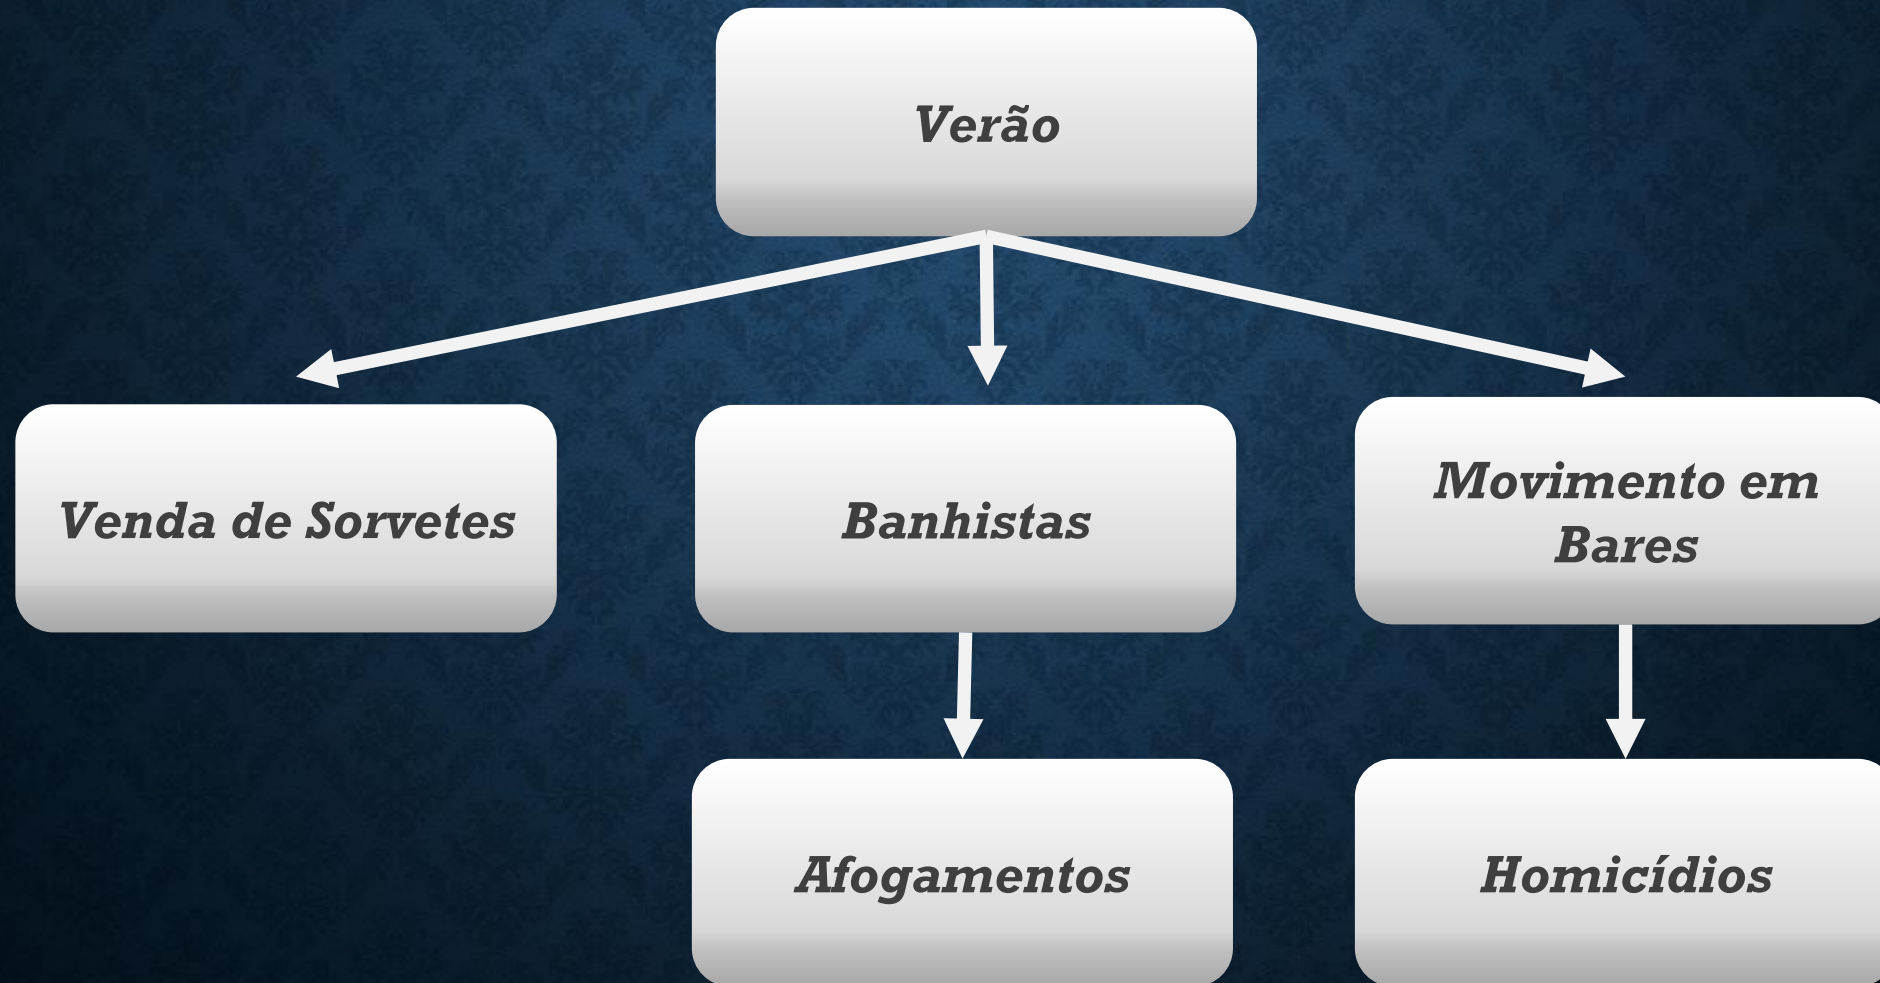 Verão
Venda de Sorvetes
Banhistas
Movimento em
Bares
Afogamentos
Homicídios